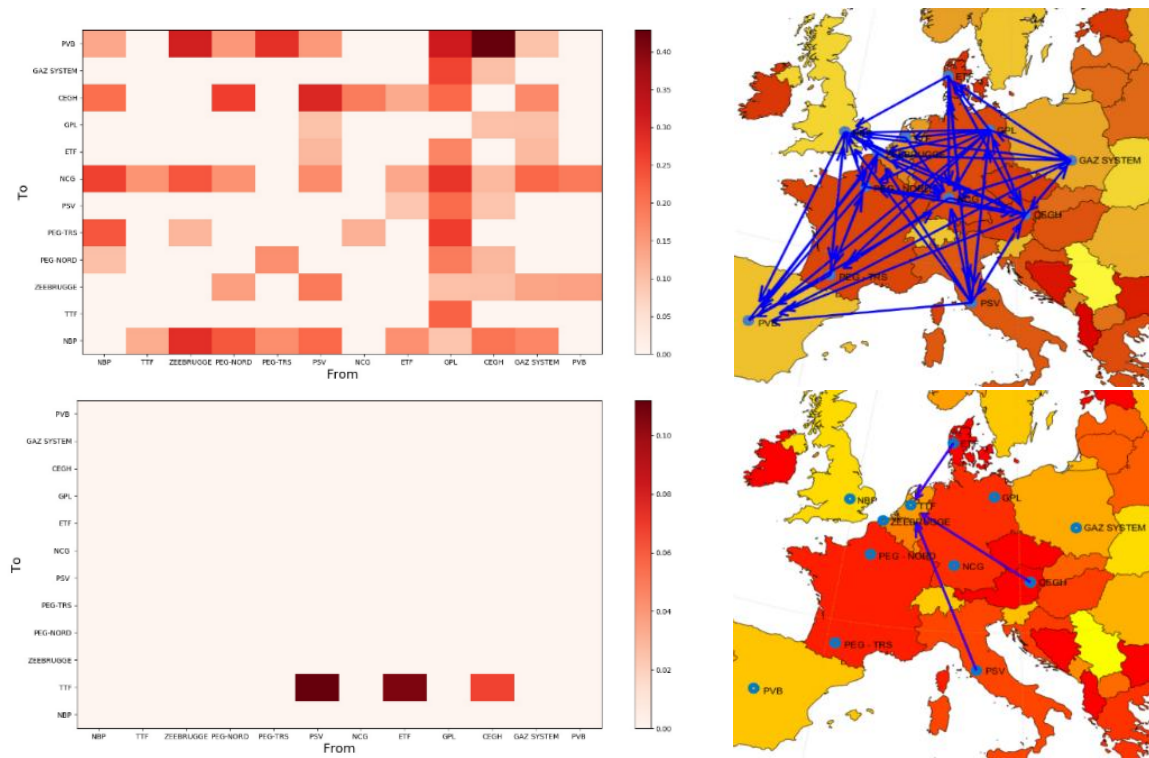 PVB
GAZ SYSTEM
CEGH
GPL
ETF
NCG
PSV
PEG-TRS
PEG-NORD
ZEEBRUGGE
TTF
NBP
To
NBP TTF ZEEBRUGGE PEG-NORD PEG-TRS PSV NCG ETF GPL CEGH GAZ SYSTEM PVB
From
0.40
0.35
0.30
0.25
0.20
0.15
0.10
0.05
0.00
ETF
GPL
GAZ SYSTEM
CEGH
PEG - TRS
PSV
PVB
PVB
GAZ SYSTEM
CEGH
GPL
ETF
NCG
PSV
PEG-TRS
PEG-NORD
ZEEBRUGGE
TTF
NBP
To
NBP TTF ZEEBRUGGE PEG-NORD PEG-TRS PSV NCG ETF GPL CEGH GAZ SYSTEM PVB
From
0.10
0.08
0.06
0.04
0.02
0.00
NBP
TTF
GPL
ZEEBRUGGE
GAZ SYSTEM
PEG - NORD
NCG
CEGH
PEG - TRS
PSV
PVB